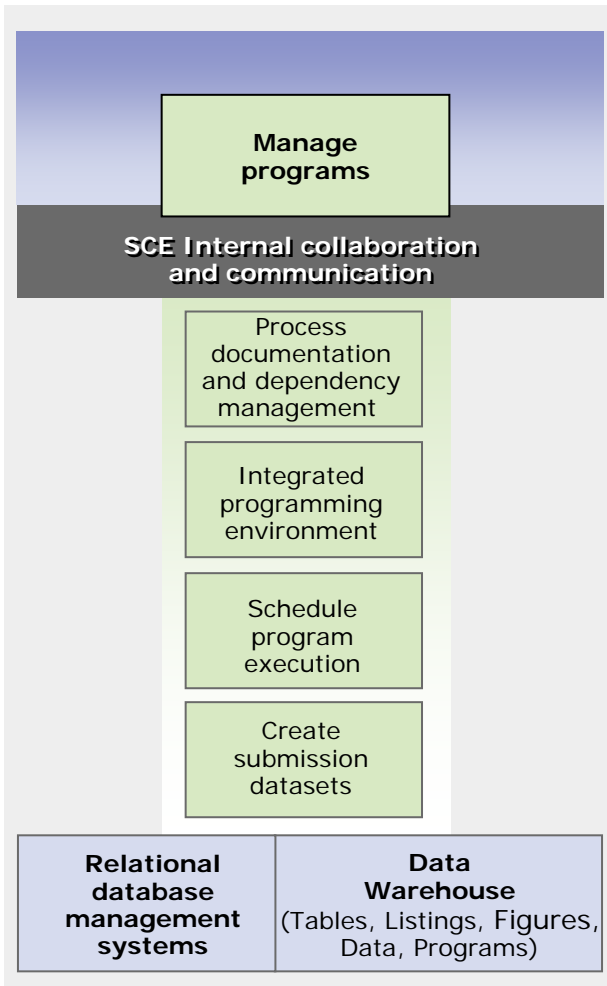 Manage
programs
SCE Internal collaboration
and communication
Process
documentation
and dependency
management
Integrated
programming
environment
Schedule
program
execution
Create
submission
datasets
Relational
database
management
systems
Data
Warehouse
(Tables, Listings, Figures,
Data, Programs)